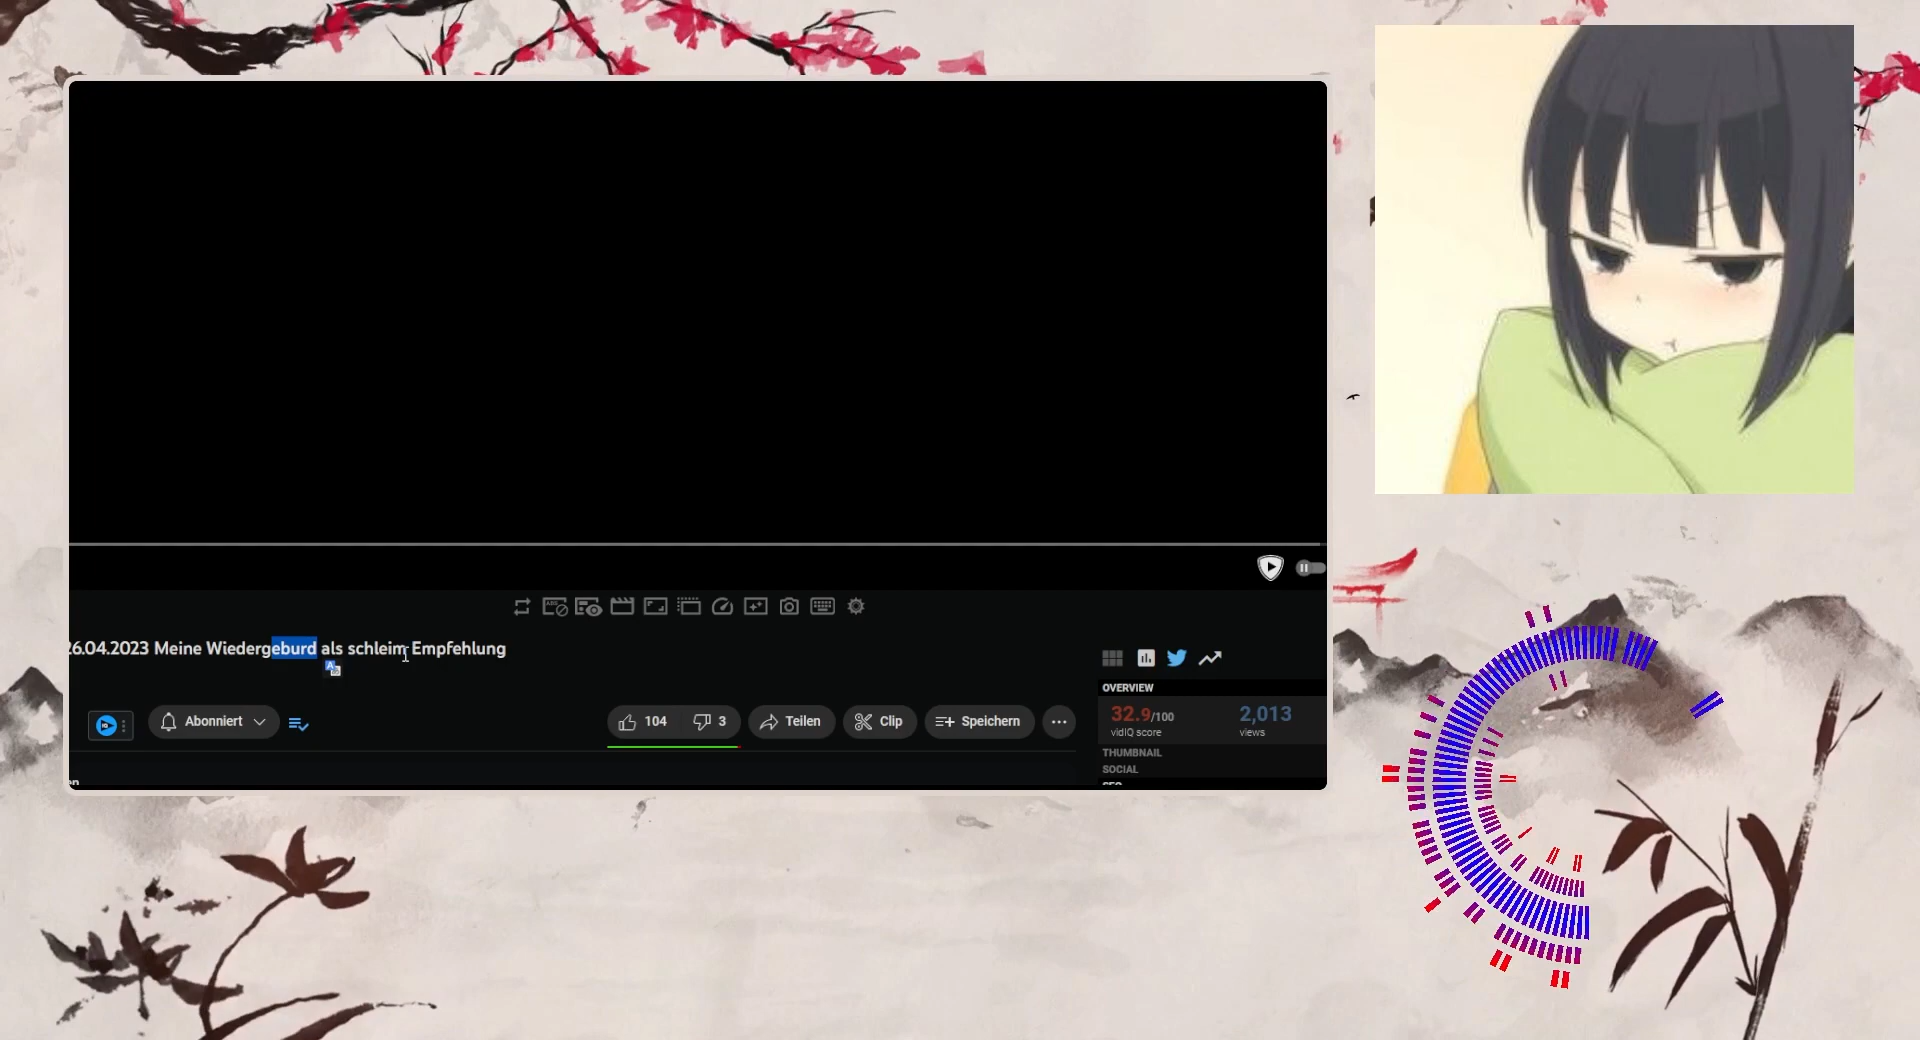 26.04.2023 Meine Wiedergeburd als schleim Empfehlung
Abonniert
104
3
Teilen
Clip
Speichern
OVERVIEW
32.9/100
2,013
vidIQ score
views
THUMBNAIL
SOCIAL